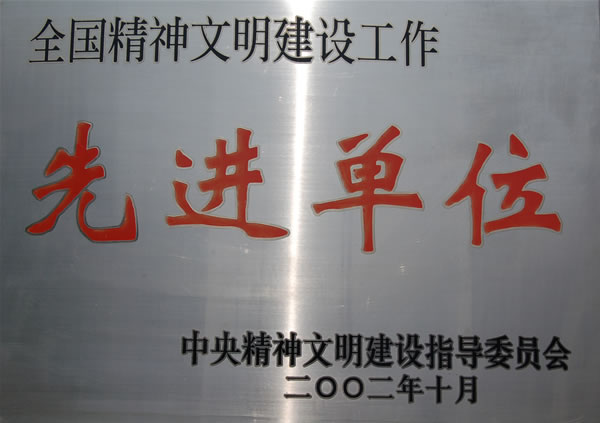 全国精神文明建设工作
先进单位
中央精神文明建设指导委员会
二〇〇二年十月